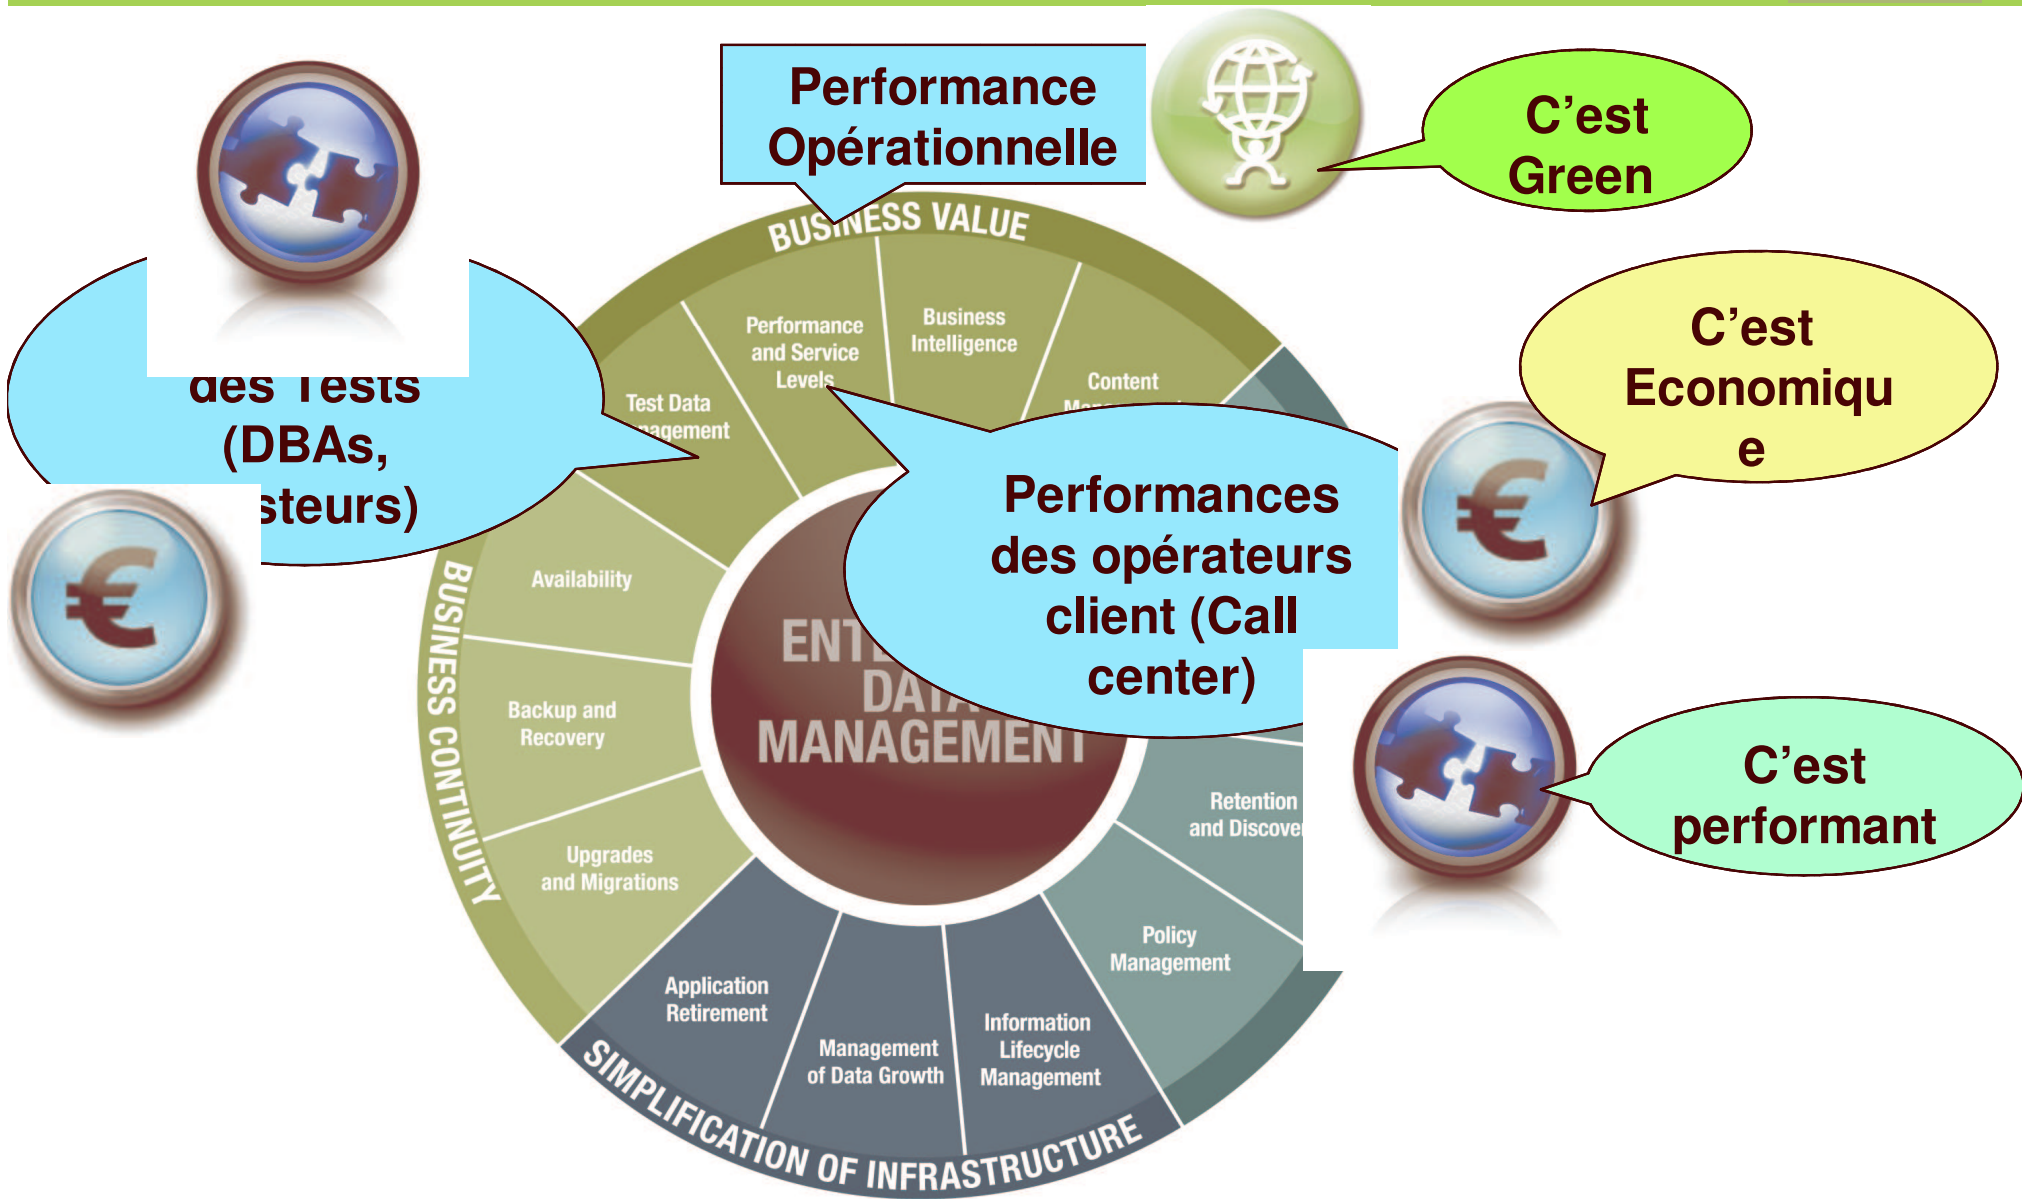 Performance
Opérationnelle
C’est
Green
BUSINESS VALUE
C’est
Economiqu
e
Performance
and Service
Levels
Business
Intelligence
Content
Test Data
des Tests
(DBAs,
Performances
des opérateurs
client (Call
center)
Availability
Backup and
Recovery
Upgrades
and Migrations
BUSINESS CONTINUITY
DATA
MANAGEMENT
C’est
performant
Retention
and
Policy
Management
Application
Retirement
Management
of Data Growth
Information
Lifecycle
Management
SIMPLIFICATION OF INFRASTRUCTURE